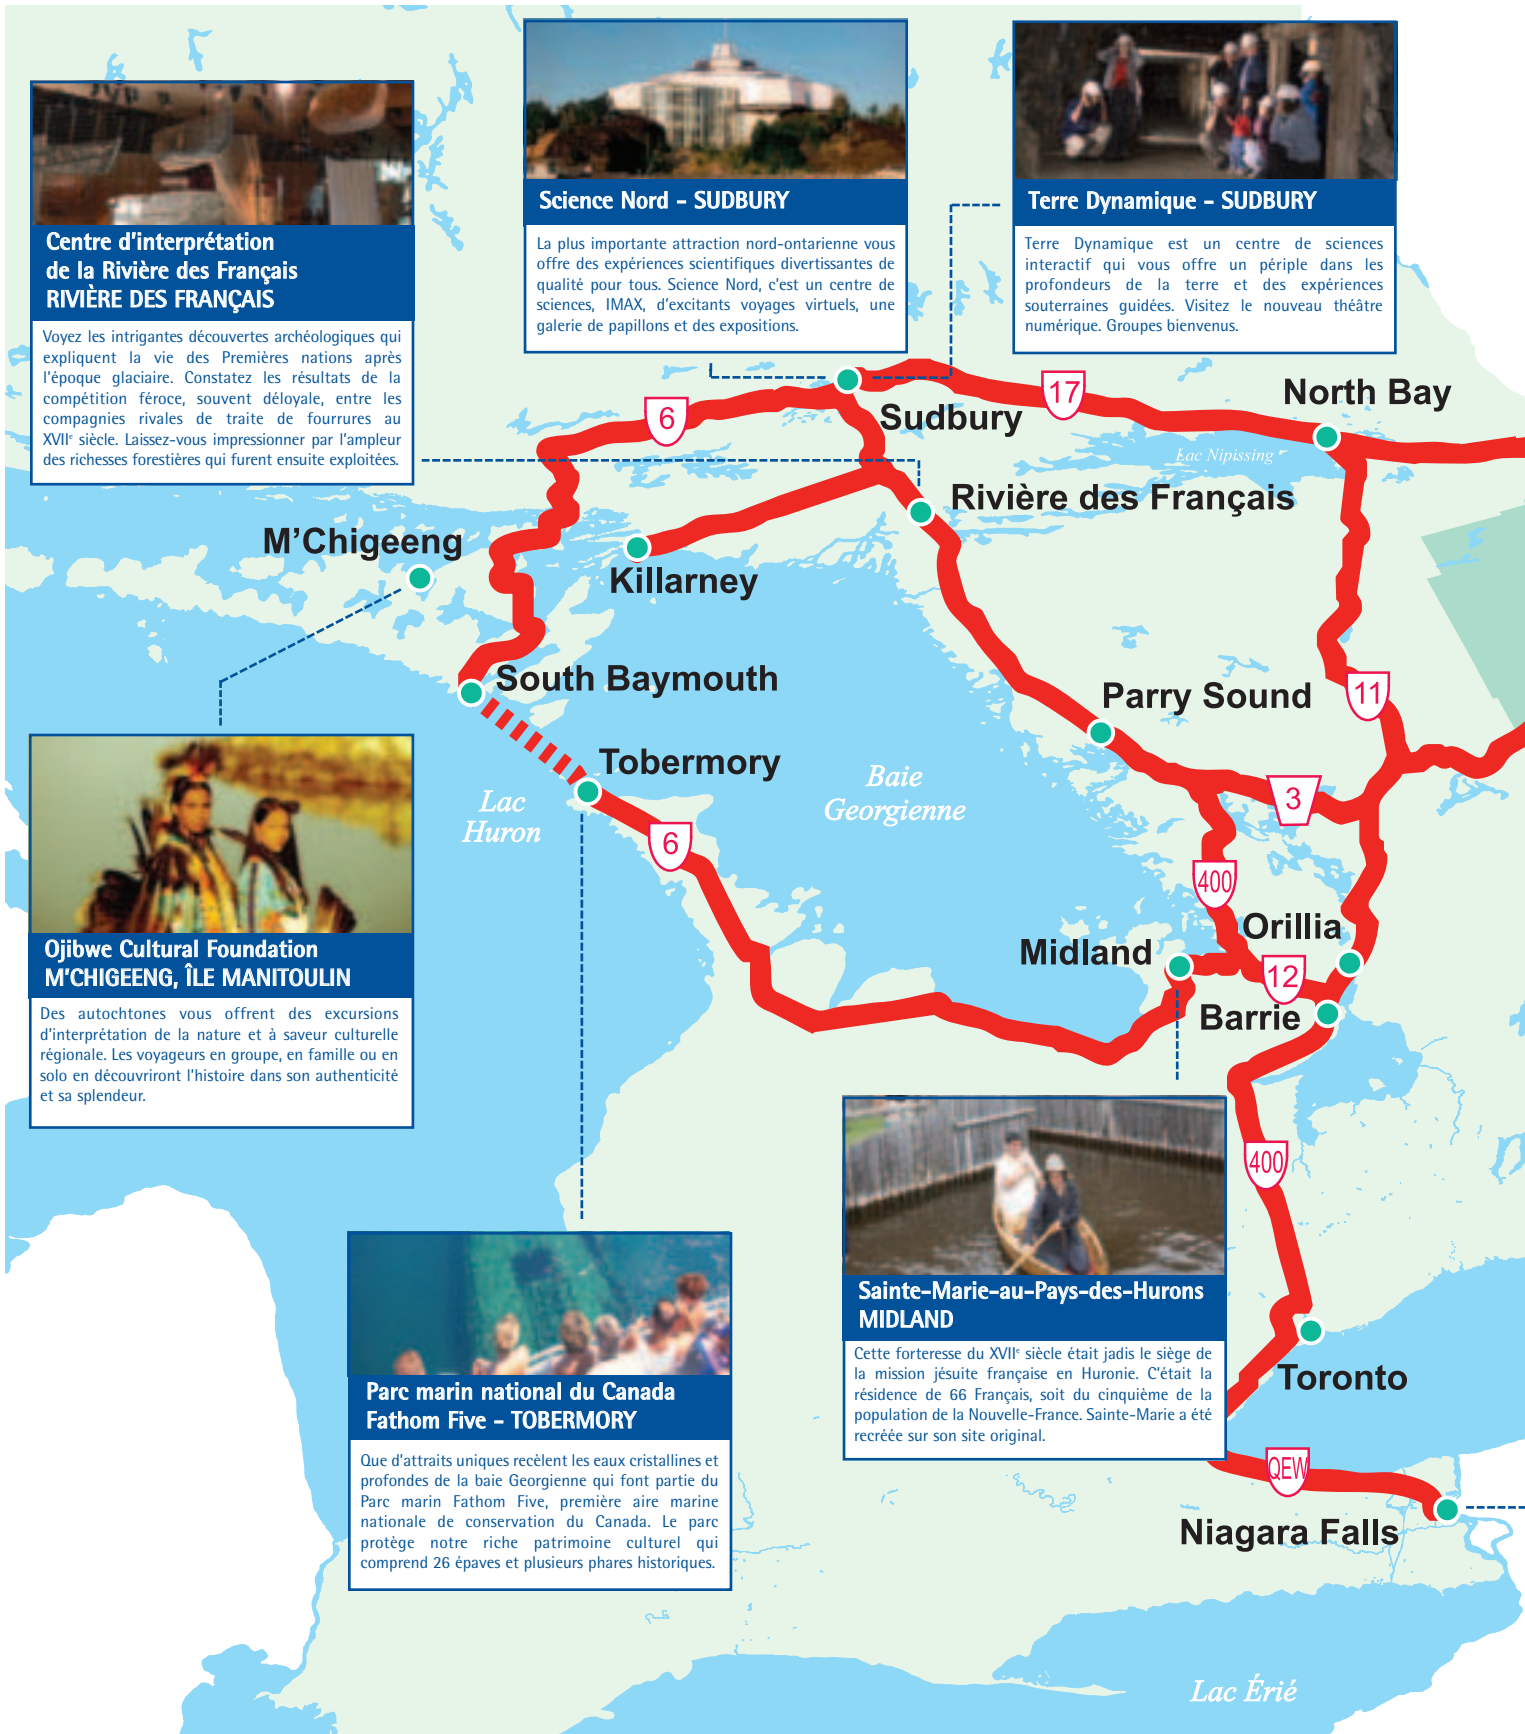 Science Nord - SUDBURY
La plus importante attraction nord-ontarienne vous
offre des expériences scientifiques divertissantes de
qualité pour tous. Science Nord, c'est un centre de
sciences, IMAX, d'excitants voyages virtuels, une
galerie de papillons et des expositions.
Terre Dynamique - SUDBURY
Terre Dynamique est un centre de sciences
interactif qui vous offre un périple dans les
profondeurs de la terre et des expériences
souterraines guidées. Visitez le nouveau théâtre
numérique. Groupes bienvenus.
Centre d'interprétation
de la Rivière des Français
RIVIÈRE DES FRANÇAIS
Voyez les intrigantes découvertes archéologiques qui
expliquent la vie des Premières nations après
l'époque glaciaire. Constatez les résultats de la
compétition féroce, souvent déloyale, entre les
compagnies rivales de traite de fourrures au
XVIIe siècle. Laissez-vous impressionner par l'ampleur
des richesses forestières qui furent ensuite exploitées.
6
17
North Bay
Sudbury
Lac Nipissing
Rivière des Français
M'Chigeeng
Killarney
South Baymouth
Parry Sound
11
Tobermory
Baie
Georgienne
Lac
Huron
3
6
400
Orillia
Midland
12
Barrie
Ojibwe Cultural Foundation
M'CHIGEENG, ÎLE MANITOULIN
Des autochtones vous offrent des excursions
d'interprétation de la nature et à saveur culturelle
régionale. Les voyageurs en groupe, en famille ou en
solo en découvriront l'histoire dans son authenticité
et sa splendeur.
400
Sainte-Marie-au-Pays-des-Hurons
MIDLAND
Cette forteresse du XVIIe siècle était jadis le siège de
la mission jésuite française en Huronie. C'était la
résidence de 66 Français, soit du cinquième de la
population de la Nouvelle-France. Sainte-Marie a été
recréée sur son site original.
Toronto
Parc marin national du Canada
Fathom Five - TOBERMORY
Que d'attraits uniques recèlent les eaux cristallines et
profondes de la baie Georgienne qui font partie du
Parc marin Fathom Five, première aire marine
nationale de conservation du Canada. Le parc
protège notre riche patrimoine culturel qui
comprend 26 épaves et plusieurs phares historiques.
QEW
Niagara Falls
Lac Érié